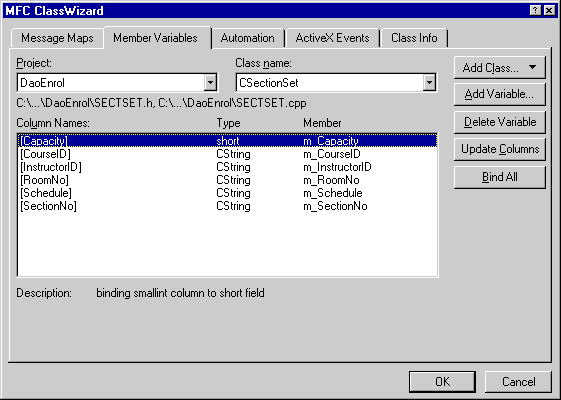 MFC ClassWizard
Message Maps Member Variables Automation ActiveX Events Class Info
Project: Class name:
DaoEnrol CSectionSet
Add Class...
C:\...\DaoEnrol\SECTSET.h, C:\...\DaoEnrol\SECTSET.cpp
Add Variable...
Column Names: Type Member
Delete Variable
[Capacity] short m_Capacity
[CourseID] CString m_CourseID
[InstructorID] CString m_InstructorID
[RoomNo] CString m_RoomNo
[Schedule] CString m_Schedule
[SectionNo] CString m_SectionNo
Update Columns
Bind All
Description: binding smallint column to short field
OK Cancel